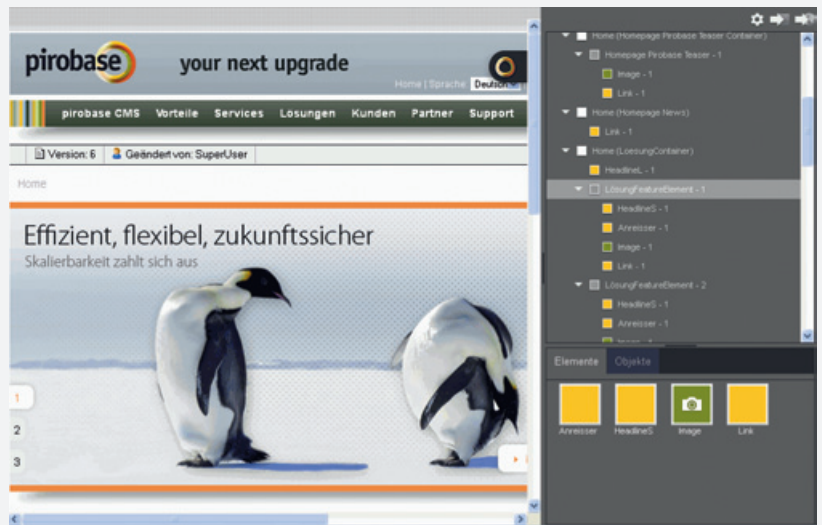 pirobase
your next upgrade
Home | Sprache Deutsch
pirobase CMS Vorteile Services Lösungen Kunden Partner Support
Version: 6 Geändert von: SuperUser
Home
Effizient, flexibel, zukunftssicher
Skalierbarkeit zahlt sich aus
1
2
3
Home (Homepage Pirobase Teaser Container)
Homepage Pirobase Teaser - 1
Image - 1
Link - 1
Home (Homepage News)
Link - 1
Home (LoesungContainer)
HeadlineL - 1
LösungFeatureElement - 1
HeadlineS - 1
Anreisser - 1
Image - 1
Link - 1
LösungFeatureElement - 2
HeadlineS - 1
Anreisser - 1
Image - 1
Elemente Objekte
Anreisser HeadlineS Image Link